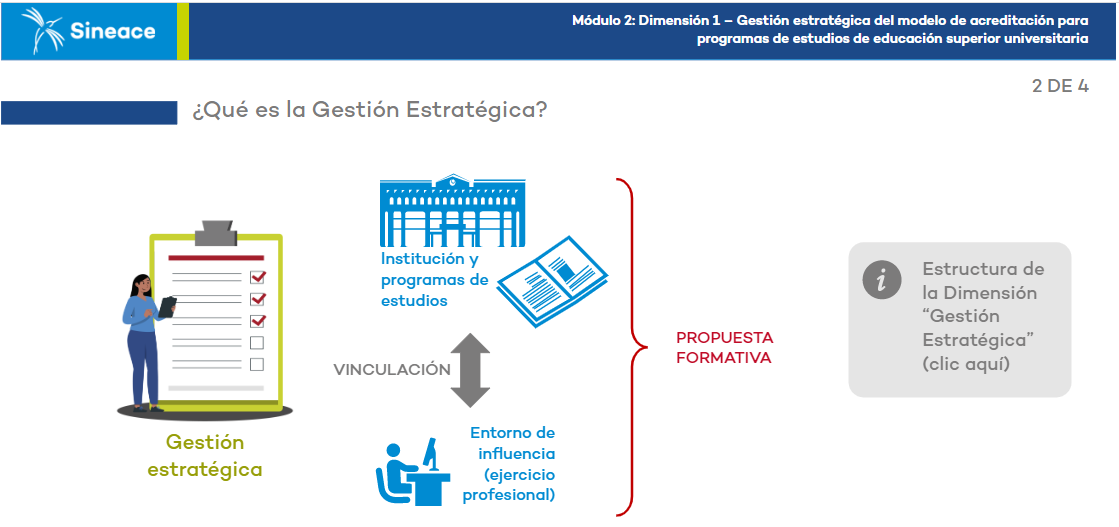 Sineace
Módulo 2: Dimensión 1 – Gestión estratégica del modelo de acreditación para
programas de estudios de educación superior universitaria
2 DE 4
¿Qué es la Gestión Estratégica?
Gestión
estratégica
Institución y
programas de
estudios
VINCULACIÓN
Entorno de
influencia
(ejercicio
profesional)
PROPUESTA
FORMATIVA
i
Estructura de
la Dimensión
“Gestión
Estratégica”
(clic aquí)